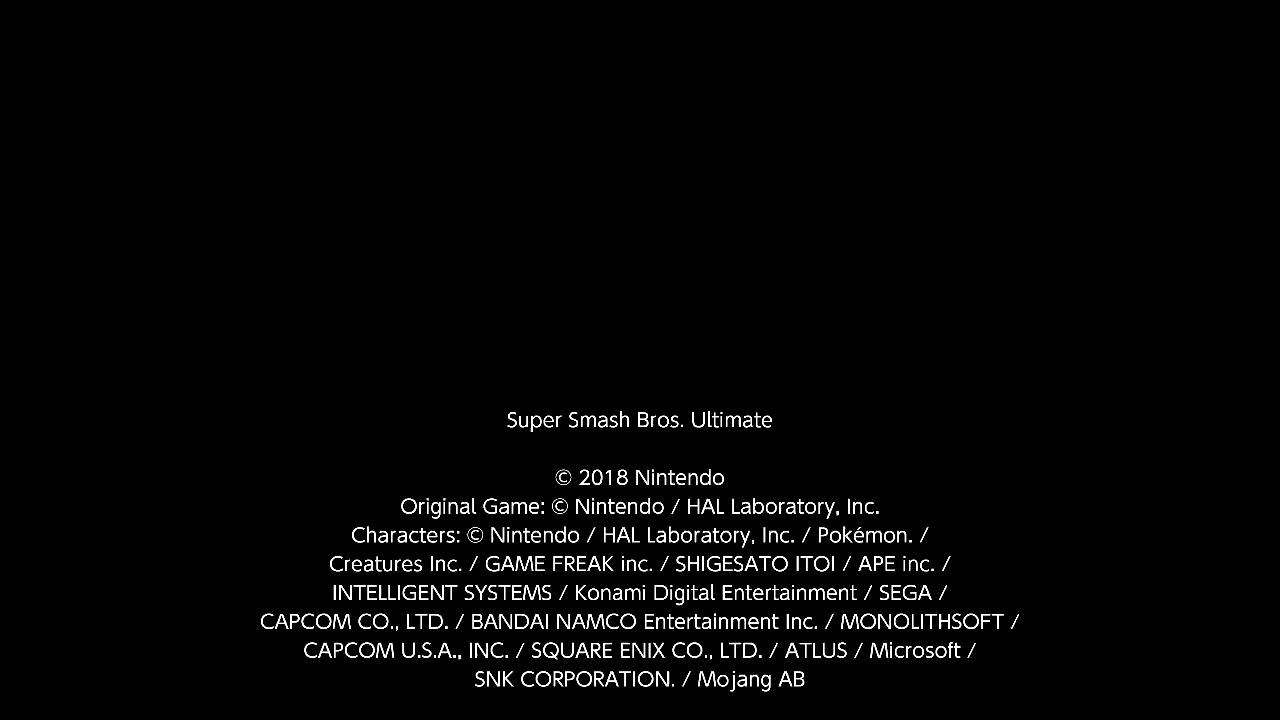 Super Smash Bros. Ultimate
© 2018 Nintendo
Original Game: © Nintendo / HAL Laboratory, Inc.
Characters: © Nintendo / HAL Laboratory, Inc. / Pokémon. /
Creatures Inc. / GAME FREAK inc. / SHIGESATO ITOI / APE inc. /
INTELLIGENT SYSTEMS / Konami Digital Entertainment / SEGA /
CAPCOM CO., LTD. / BANDAI NAMCO Entertainment Inc. / MONOLITHSOFT /
CAPCOM U.S.A., INC. / SQUARE ENIX CO., LTD. / ATLUS / Microsoft /
SNK CORPORATION. / Mojang AB